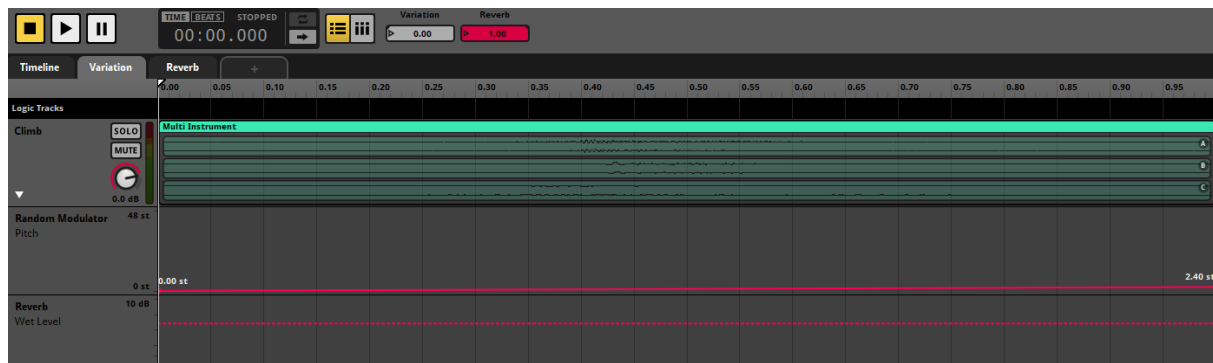 TIME BEATS STOPPED
00:00.000
Variation Reverb
0.00 1.00
Timeline Variation Reverb +
0.00 0.05 0.10 0.15 0.20 0.25 0.30 0.35 0.40 0.45 0.50 0.55 0.60 0.65 0.70 0.75 0.80 0.85 0.90 0.95
Logic Tracks
Climb SOLO Multi Instrument
MUTE A
B
0.0 dB C
Random Modulator 48 st
Pitch
0 st 0.00 st 2.40 st
Reverb 10 dB
Wet Level